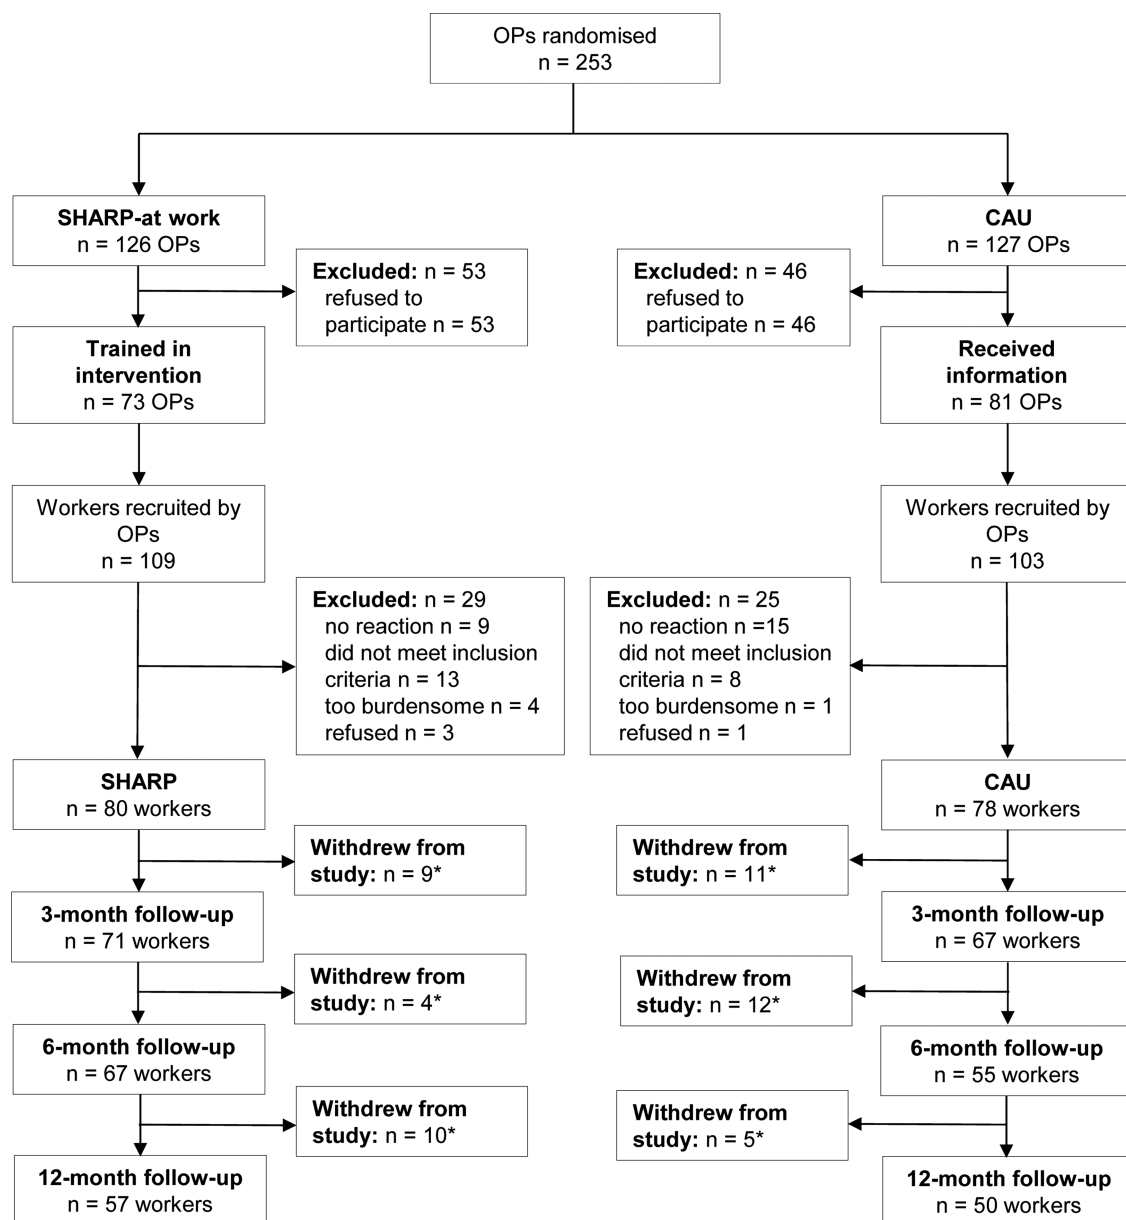 OPs randomised
n = 253
SHARP-at work
n = 126 OPs
CAU
n = 127 OPs
Excluded: n = 53
refused to
participate n = 53
Excluded: n = 46
refused to
participate n = 46
Trained in
intervention
n = 73 OPs
Received
information
n = 81 OPs
Workers recruited by
OPs
n = 109
Workers recruited by
OPs
n = 103
Excluded: n = 29
no reaction n = 9
did not meet inclusion
criteria n = 13
too burdensome n = 4
refused n = 3
Excluded: n = 25
no reaction n =15
did not meet inclusion
criteria n = 8
too burdensome n = 1
refused n = 1
SHARP
n = 80 workers
CAU
n = 78 workers
Withdrew from
study: n = 9*
Withdrew from
study: n = 11*
3-month follow-up
n = 71 workers
3-month follow-up
n = 67 workers
Withdrew from
study: n = 4*
Withdrew from
study: n = 12*
6-month follow-up
n = 67 workers
6-month follow-up
n = 55 workers
Withdrew from
study: n = 10*
Withdrew from
study: n = 5*
12-month follow-up
n = 57 workers
12-month follow-up
n = 50 workers